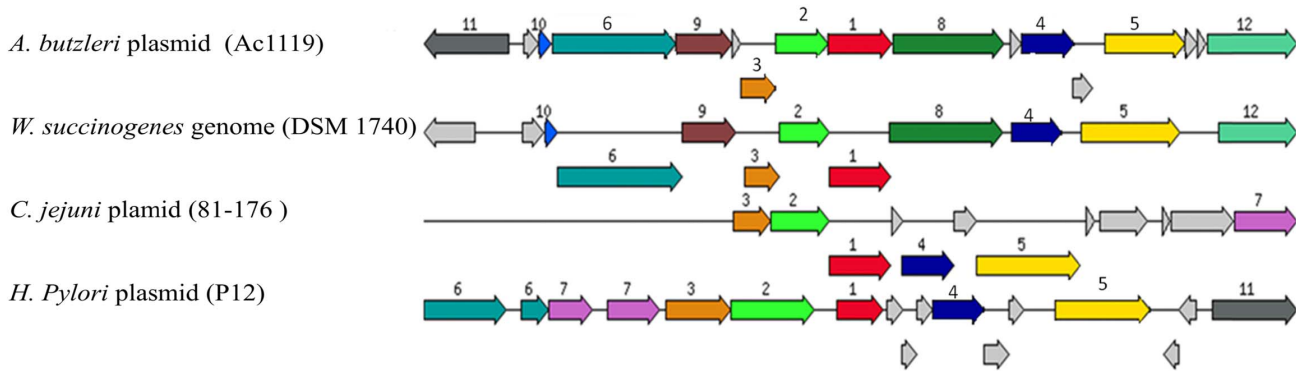 11 10 6 9 2 1 8 4 5 12
A. butzleri plasmid (Ac1119)
3
10 9 2 8 4 5 12
W. succinogenes genome (DSM 1740)
6 3 1
C. jejuni plamid (81-176 )
3 2 7
1 4 5
H. Pylori plasmid (P12)
6 6 7 7 3 2 1 4 5 11